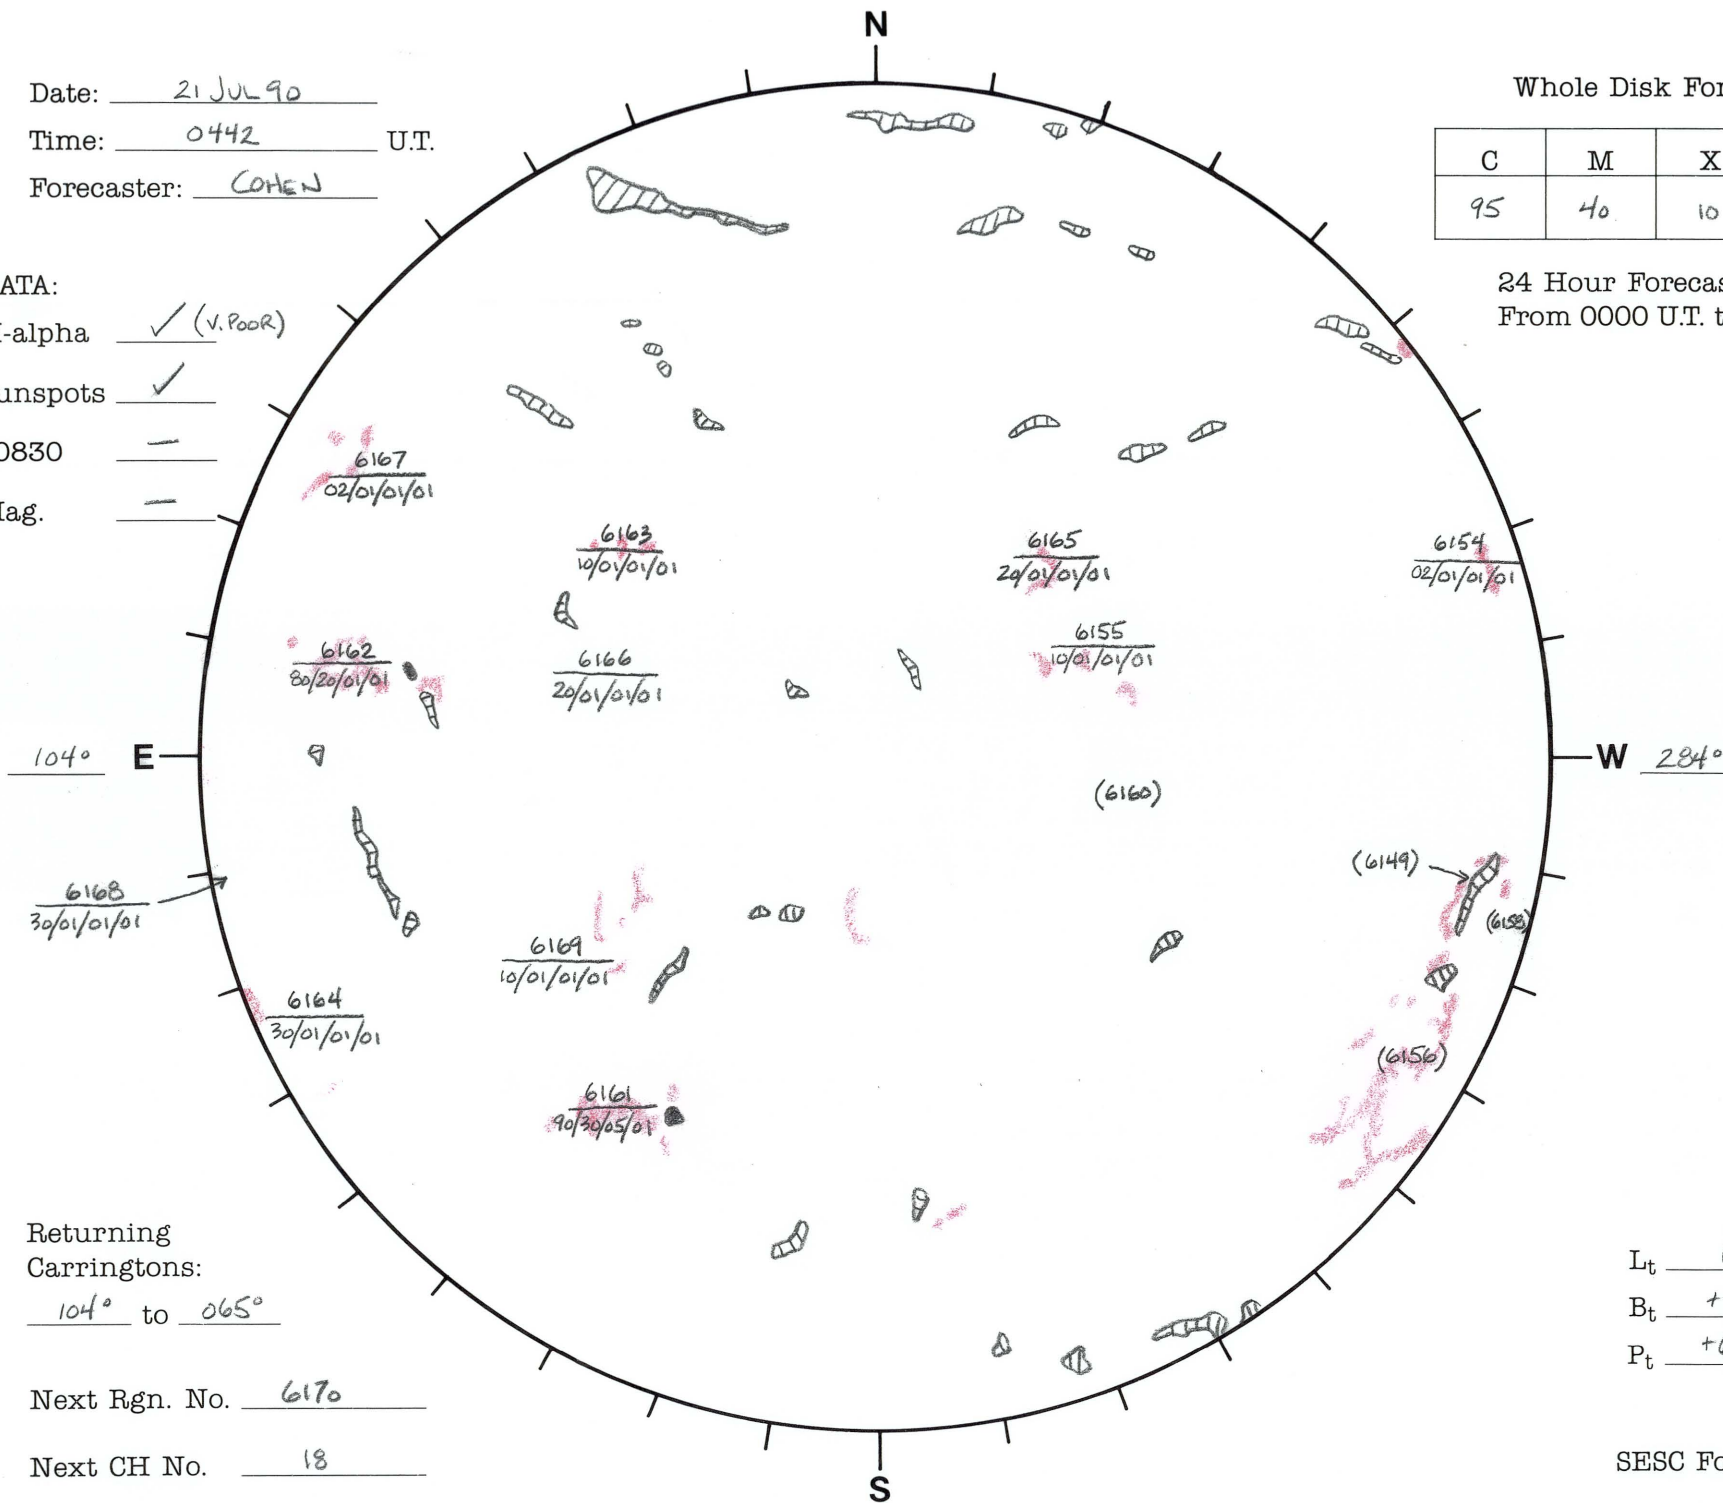 N
Date: 21 JUL 90
Time: 0442 U.T.
Forecaster: COHEN
Whole Disk For
C M X
95 40 10
24 Hour Forecas
From 0000 U.T. t
ATA:
I-alpha ✓ (V. POOR)
unspots ✓
0830 —
Mag. —
6167
02/01/01/01
6163
10/01/01/01
6165
20/01/01/01
6154
02/01/01/01
6155
10/01/01/01
6162
80/20/01/01
6166
20/01/01/01
104° E
W 284°
(6160)
(6149)
6168
30/01/01/01
(6158)
6169
10/01/01/01
6164
30/01/01/01
(6156)
6161
90/30/05/01
Returning
Carringtons:
104° to 065°
Lt
Bt +
Pt +
Next Rgn. No. 6170
Next CH No. 18
SESC Fo
S